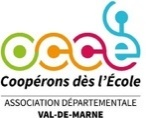 occe
Coopérons dès l'École
ASSOCIATION DÉPARTEMENTALE
VAL-DE-MARNE